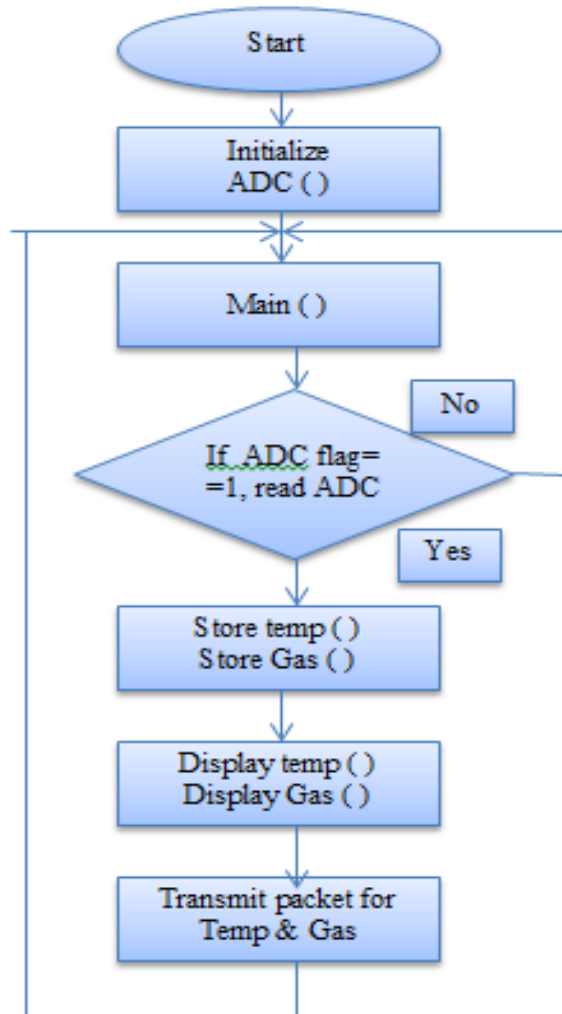 Start
Initialize
ADC ( )
Main ( )
No
If ADC flag=
=1, read ADC
Yes
Store temp ( )
Store Gas ( )
Display temp ( )
Display Gas ( )
Transmit packet for
Temp & Gas